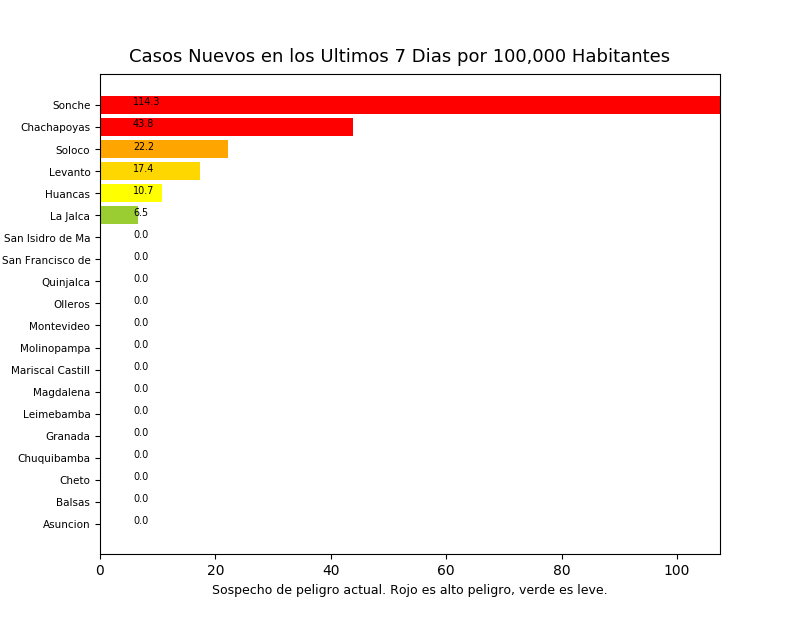 Casos Nuevos en los Ultimos 7 Dias por 100,000 Habitantes
Sonche 114.3
Chachapoyas 43.8
Soloco 22.2
Levanto 17.4
Huancas 10.7
La Jalca 6.5
San Isidro de Ma 0.0
San Francisco de 0.0
Quinjalca 0.0
Olleros 0.0
Montevideo 0.0
Molinopampa 0.0
Mariscal Castill 0.0
Magdalena 0.0
Leimebamba 0.0
Granada 0.0
Chuquibamba 0.0
Cheto 0.0
Balsas 0.0
Asuncion 0.0
0 20 40 60 80 100
Sospecho de peligro actual. Rojo es alto peligro, verde es leve.